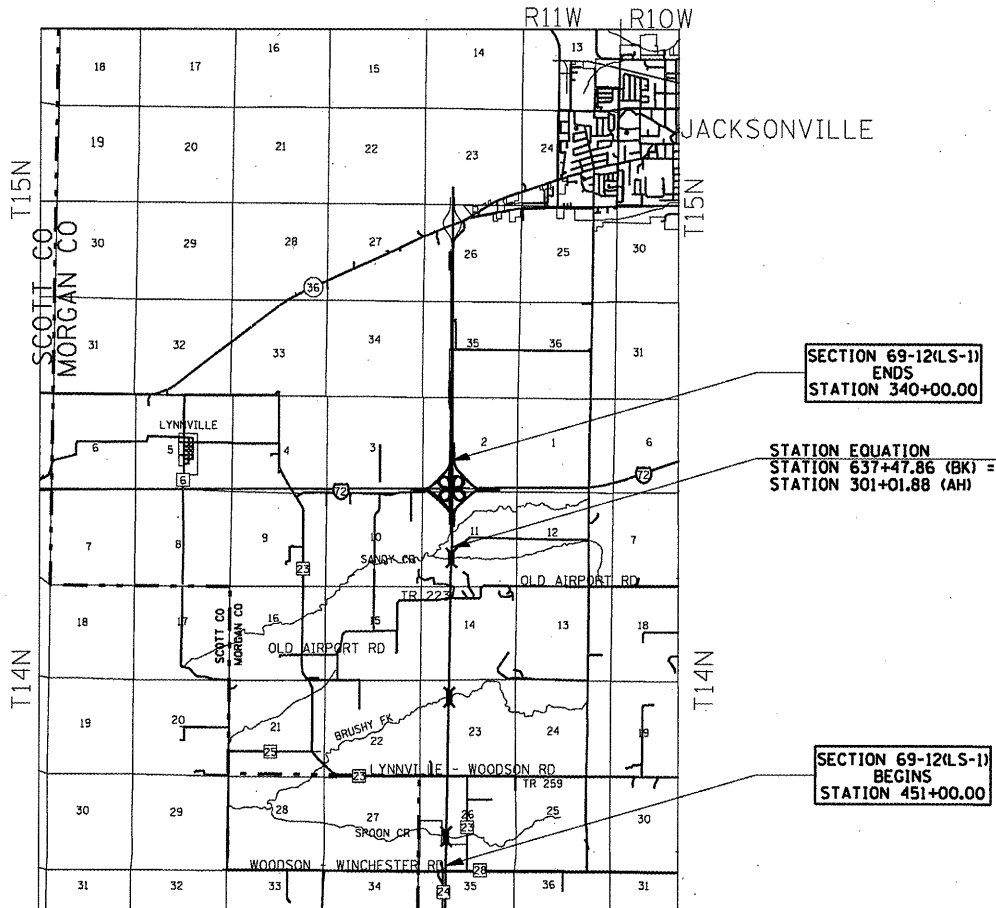 R11W R10W
18 17 16 15 14 13
JACKSONVILLE
19 20 21 22 23 24
T15N
T15N
30 29 28 27 26 25 30
SCOTT CO
MORGAN CO
36
31 32 33 34 35 36 31
SECTION 69-12(LS-1)
ENDS
STATION 340+00.00
LYNNVILLE
6 5 4 3 2 1 6
STATION EQUATION
STATION 637+47.86 (BK) =
STATION 301+01.88 (AH)
6
72
72
7 8 9 10 11 12 7
SANDY CR
23
OLD AIRPORT RD
TR 223
18 17 16 15 14 13 18
SCOTT CO
MORGAN CO
OLD AIRPORT RD
T14N
T14N
19 20 21 22 23 24 19
BRUSHY FK
25
23
LYNNVILLE - WOODSON RD
TR 259
SECTION 69-12(LS-1)
BEGINS
STATION 451+00.00
30 29 28 27 26 25 30
23
SPOON CR
WOODSON - WINCHESTER RD
28
31 32 33 34 35 36 31
24